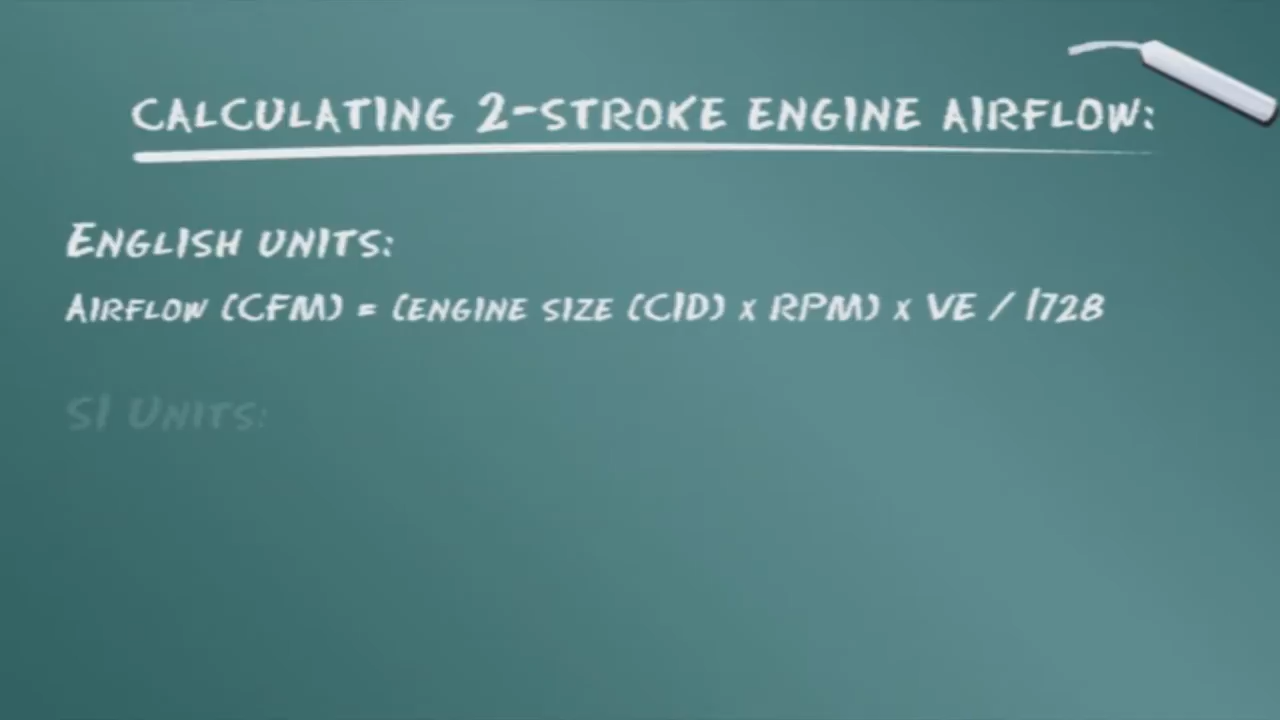 CALCULATING 2-STROKE ENGINE AIRFLOW:
ENGLISH UNITS:
AIRFLOW (CFM) = (ENGINE SIZE (CID) x RPM) x VE / 1728
SI UNITS: